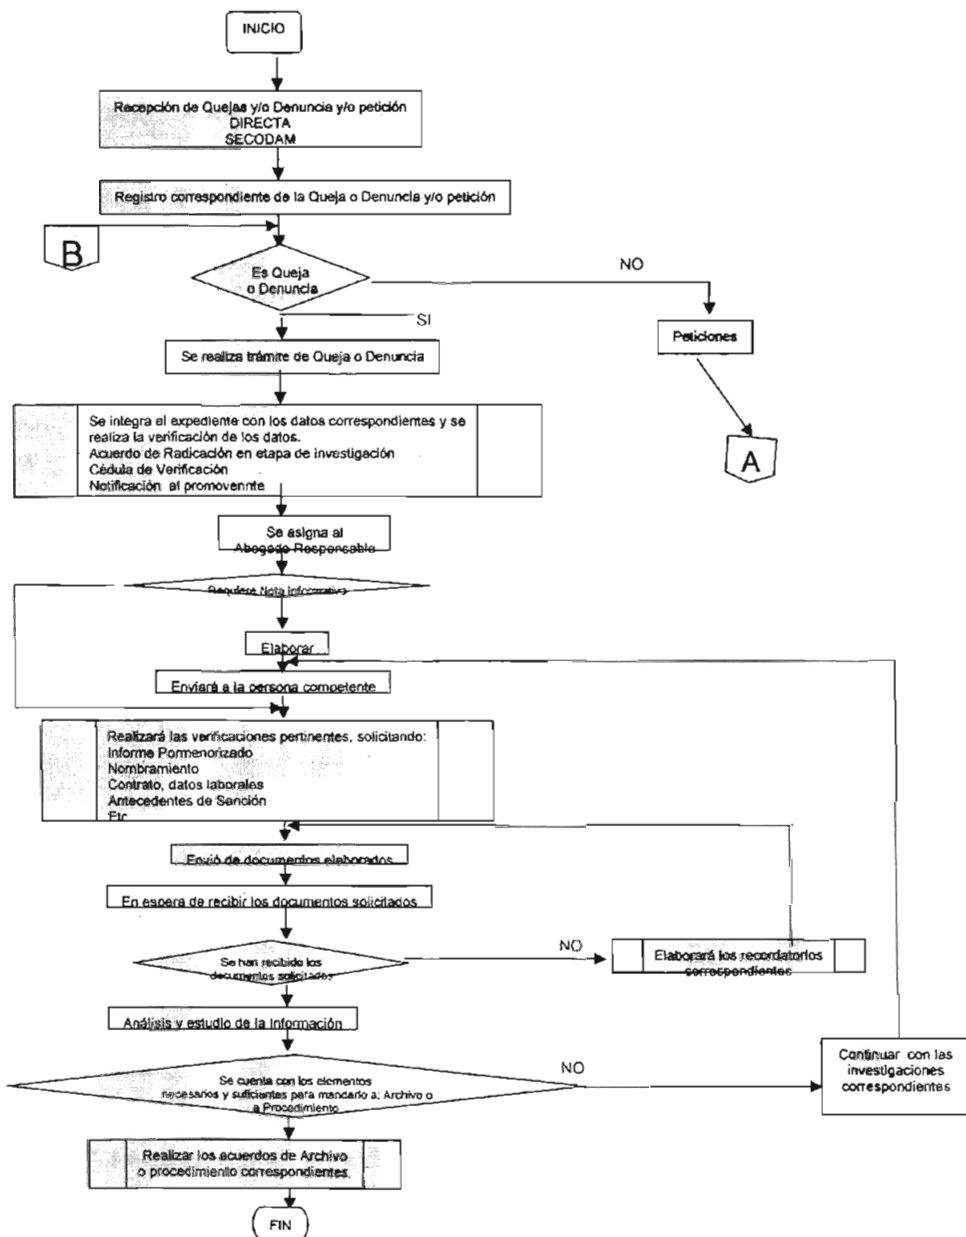 INICIO
Recepción de Quejas y/o Denuncia y/o petición
DIRECTA
SECODAM
Registro correspondiente de la Queja o Denuncia y/o petición
B
Es Queja
o Denuncia
NO
SI
Peticiones
Se realiza trámite de Queja o Denuncia
A
Se integra el expediente con los datos correspondientes y se
realiza la verificación de los datos.
Acuerdo de Radicación en etapa de investigación
Cédula de Verificación
Notificación al promovennte
Se asigna al
Abogado Responsable
Requiere Nota Informativa
Elaborar
Enviará a la persona competente
Realizará las verificaciones pertinentes, solicitando:
Informe Pormenorizado
Nombramiento
Contrato, datos laborales
Antecedentes de Sanción
Etc
Envió de documentos elaborados
En espera de recibir los documentos solicitados
Se han recibido los
documentos solicitados
NO
Elaborará los recordatorios
correspondientes
Análisis y estudio de la Información
Se cuenta con los elementos
necesarios y suficientes para mandarlo a: Archivo o
a Procedimiento
NO
Continuar con las
investigaciones
correspondientes
Realizar los acuerdos de Archivo
o procedimiento correspondientes.
FIN